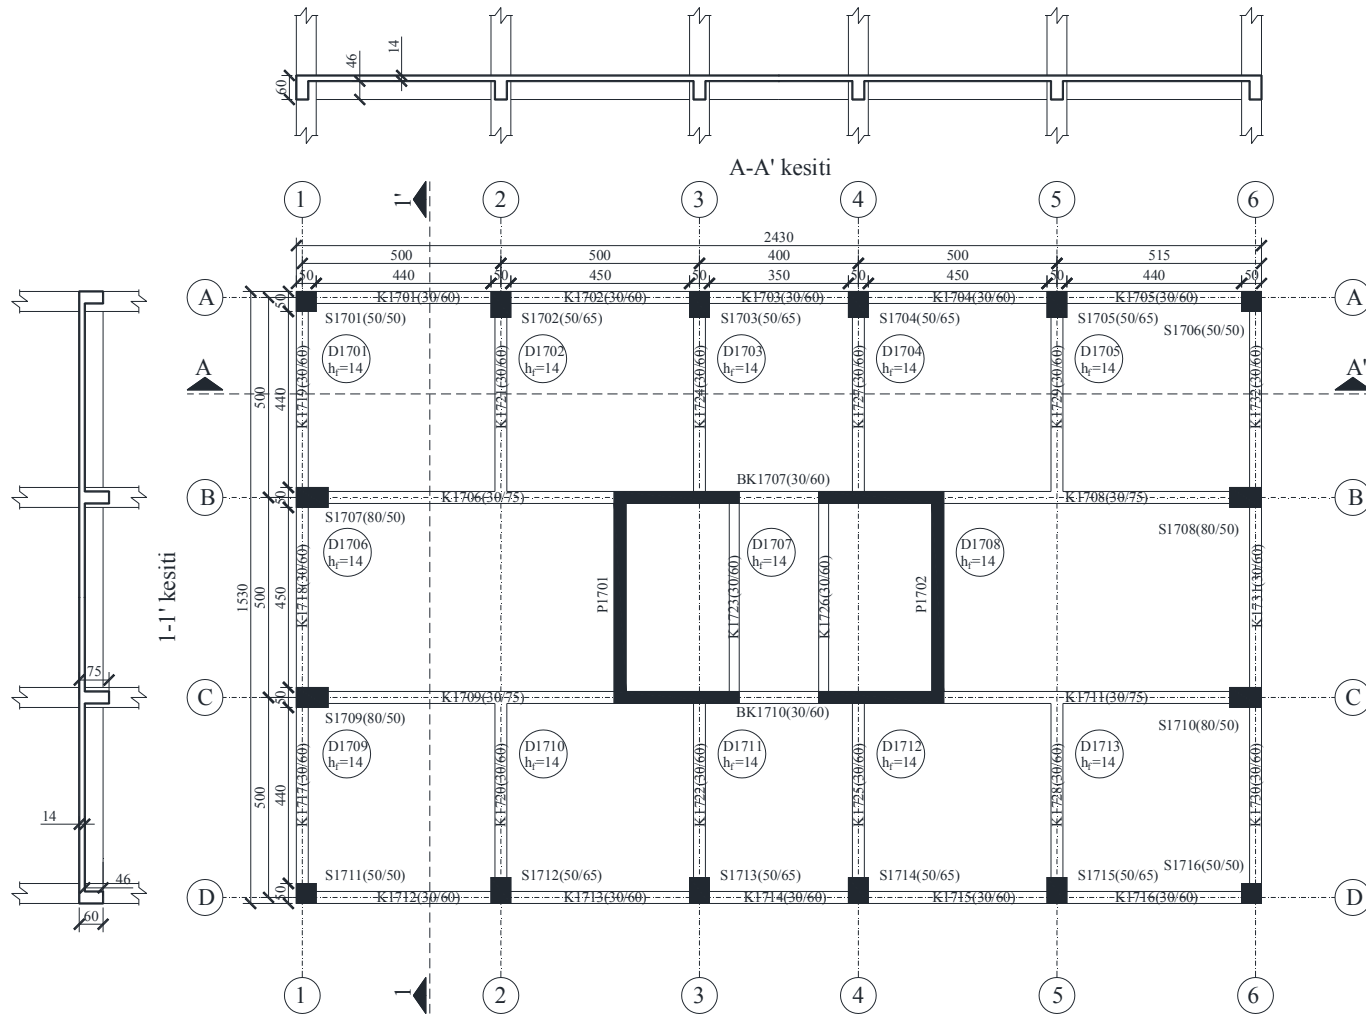 14
46
60
A-A' kesiti
1 1' 2 3 4 5 6
2430
500 500 400 500 515
50 440 50 450 50 350 50 450 50 440 50
A 50 K1701(30/60) K1702(30/60) K1703(30/60) K1704(30/60) K1705(30/60) A
S1701(50/50) S1702(50/65) S1703(50/65) S1704(50/65) S1705(50/65) S1706(50/50)
D1701 D1702 D1703 D1704 D1705
hf=14 hf=14 hf=14 hf=14 hf=14
A A'
500 440 K1719(30/60) K1721(30/60) K1724(30/60) K1727(30/60) K1729(30/60) K1732(30/60)
BK1707(30/60)
B 50 K1706(30/75) K1708(30/75) B
S1707(80/50) S1708(80/50)
D1706 D1707 D1708
hf=14 hf=14 hf=14
1-1' kesiti
1530 500 450 K1718(30/60) P1701 K1723(30/60) K1726(30/60) P1702 K1731(30/60)
75
C 50 K1709(30/75) K1711(30/75) C
BK1710(30/60)
S1709(80/50) S1710(80/50)
D1709 D1710 D1711 D1712 D1713
hf=14 hf=14 hf=14 hf=14 hf=14
500 440 K1717(30/60) K1720(30/60) K1722(30/60) K1725(30/60) K1728(30/60) K1730(30/60)
14
S1711(50/50) S1712(50/65) S1713(50/65) S1714(50/65) S1715(50/65) S1716(50/50)
46
D 50 K1712(30/60) K1713(30/60) K1714(30/60) K1715(30/60) K1716(30/60) D
60
1 1 2 3 4 5 6